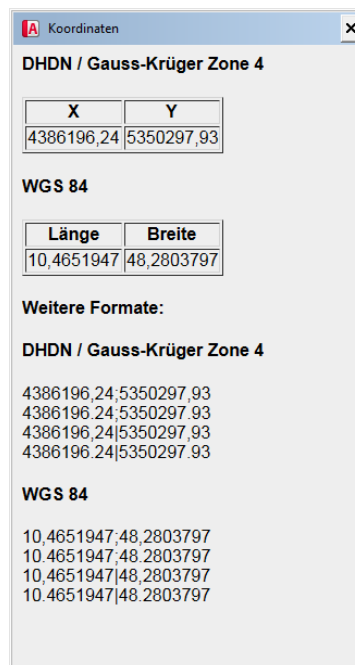 Koordinaten
DHDN / Gauss-Krüger Zone 4
X Y
4386196,24 5350297,93
WGS 84
Länge Breite
10,4651947 48,2803797
Weitere Formate:
DHDN / Gauss-Krüger Zone 4
4386196,24;5350297,93
4386196.24;5350297.93
4386196,24|5350297,93
4386196.24|5350297.93
WGS 84
10,4651947;48,2803797
10.4651947;48.2803797
10,4651947|48,2803797
10.4651947|48.2803797